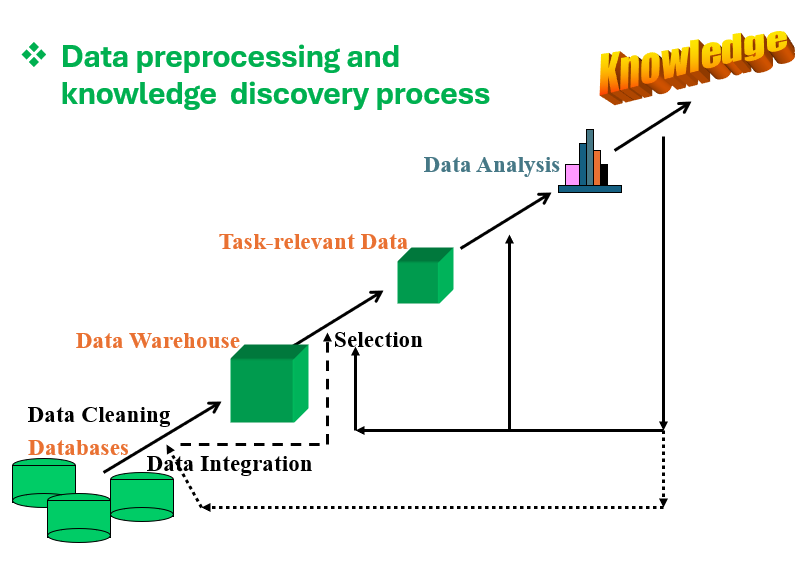 ❖ Data preprocessing and
knowledge discovery process
Knowledge
Data Analysis
Task-relevant Data
Data Warehouse
Selection
Data Cleaning
Databases
Data Integration